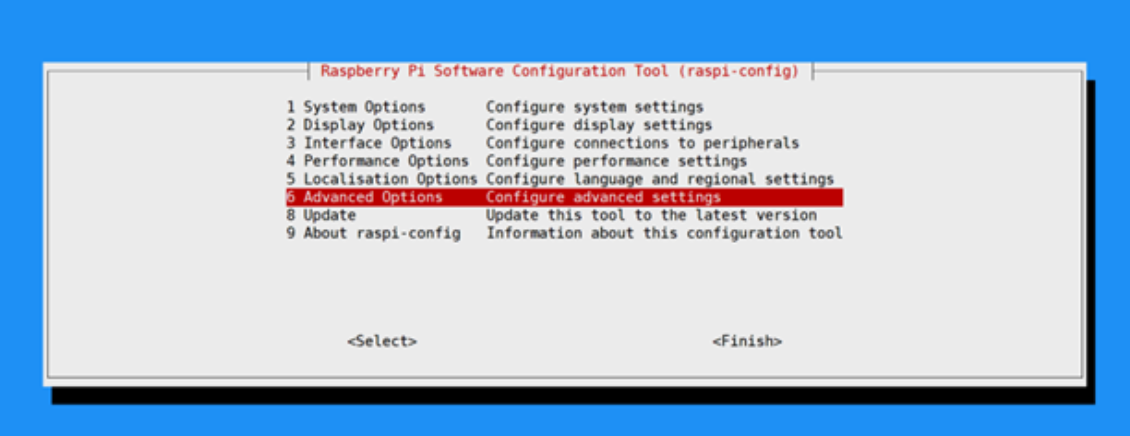 Raspberry Pi Software Configuration Tool (raspi-config)
1 System Options Configure system settings
2 Display Options Configure display settings
3 Interface Options Configure connections to peripherals
4 Performance Options Configure performance settings
5 Localisation Options Configure language and regional settings
6 Advanced Options Configure advanced settings
8 Update Update this tool to the latest version
9 About raspi-config Information about this configuration tool
<Select> <Finish>